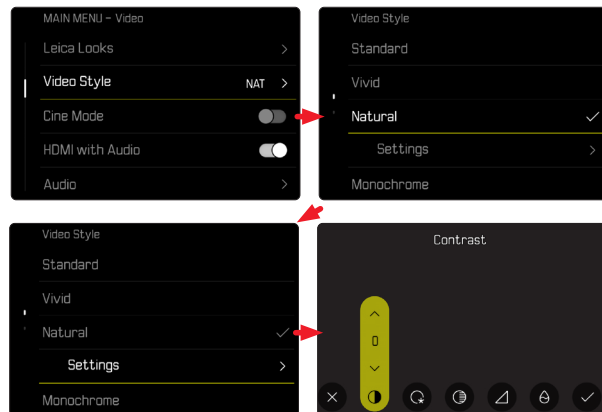 MAIN MENU – Video
Leica Looks
Video Style NAT
Cine Mode
HDMI with Audio
Audio
Video Style
Standard
Vivid
Natural
Settings
Monochrome
Video Style
Standard
Vivid
Natural
Settings
Monochrome
Contrast
0